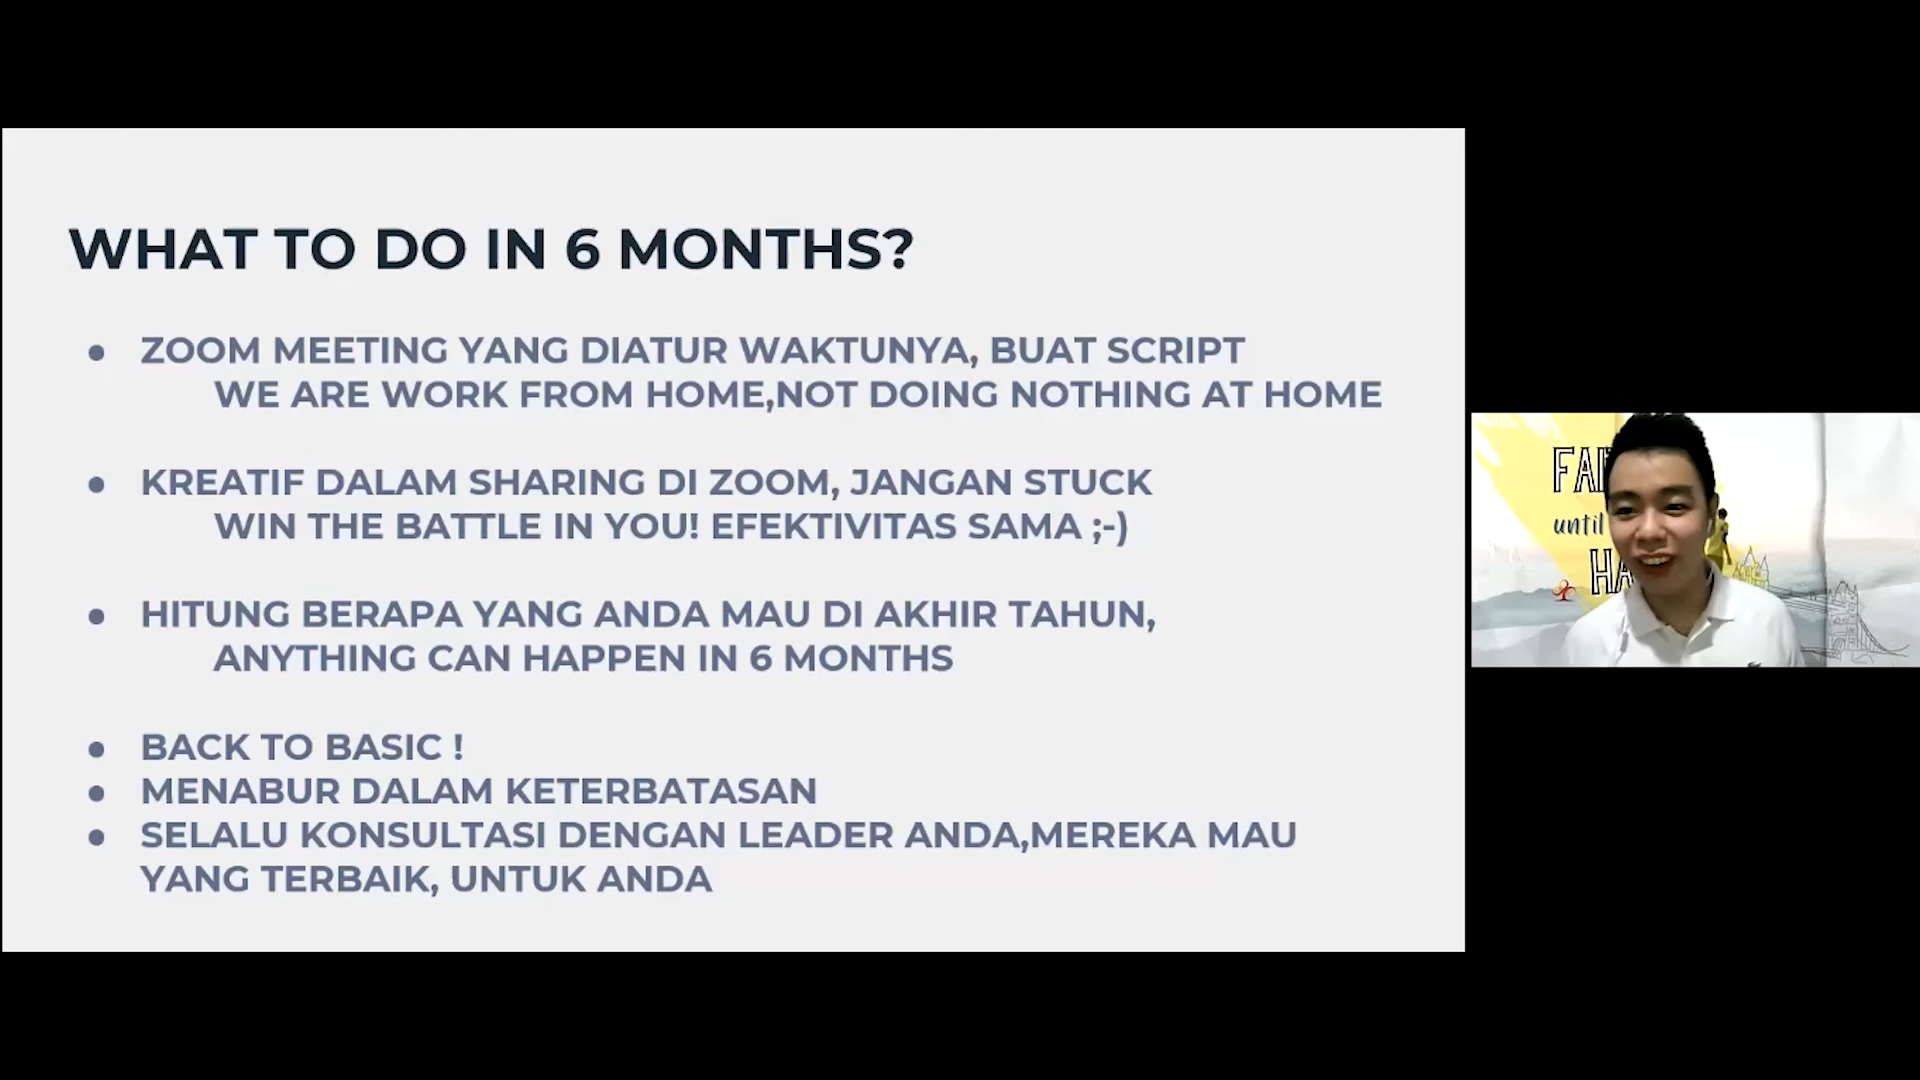 WHAT TO DO IN 6 MONTHS?
● ZOOM MEETING YANG DIATUR WAKTUNYA, BUAT SCRIPT
WE ARE WORK FROM HOME,NOT DOING NOTHING AT HOME
● KREATIF DALAM SHARING DI ZOOM, JANGAN STUCK
WIN THE BATTLE IN YOU! EFEKTIVITAS SAMA ;-)
● HITUNG BERAPA YANG ANDA MAU DI AKHIR TAHUN,
ANYTHING CAN HAPPEN IN 6 MONTHS
● BACK TO BASIC !
● MENABUR DALAM KETERBATASAN
● SELALU KONSULTASI DENGAN LEADER ANDA,MEREKA MAU
YANG TERBAIK, UNTUK ANDA
until